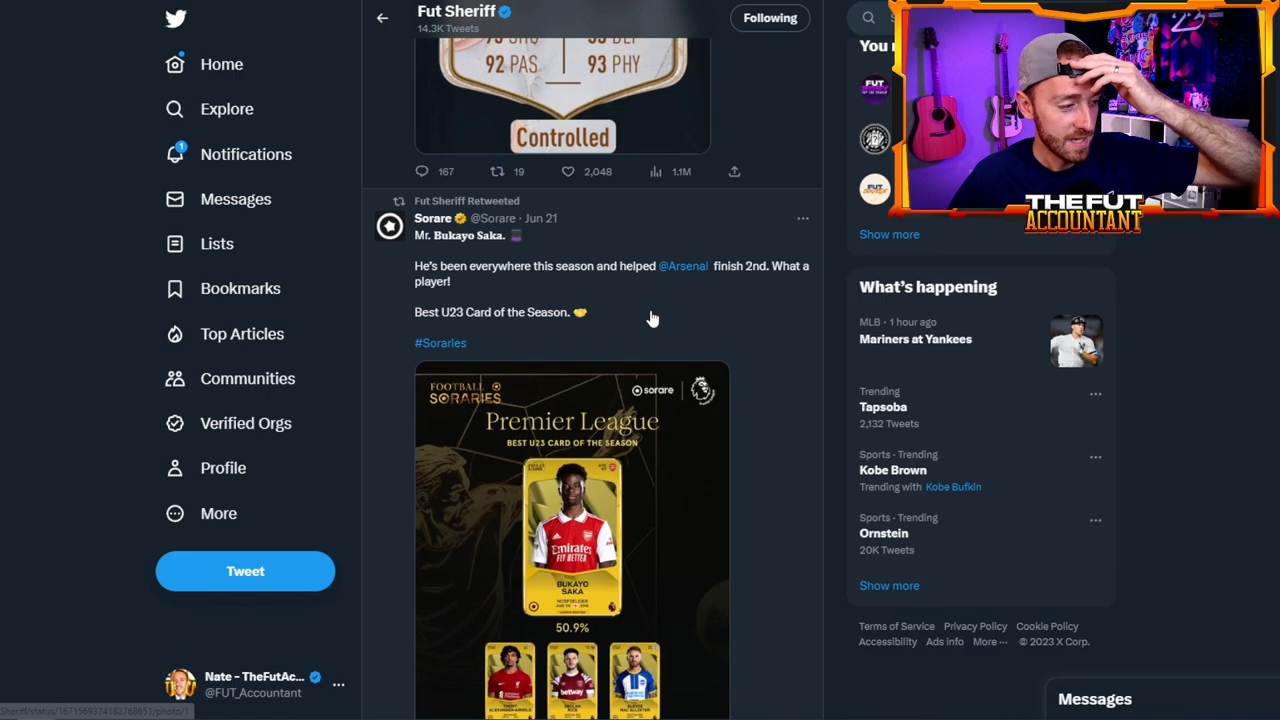 Home
Explore
1
Notifications
Messages
Lists
Bookmarks
Top Articles
Communities
Verified Orgs
Profile
More
Tweet
Nate - TheFutAc...
@FUT_Accountant
Fut Sheriff
14.3K Tweets
Following
92 PAS
93 PHY
Controlled
167
19
2,048
1.1M
Fut Sheriff Retweeted
Sorare @Sorare · Jun 21
Mr. Bukayo Saka.
He's been everywhere this season and helped @Arsenal finish 2nd. What a
player!
Best U23 Card of the Season.
#Soraries
FOOTBALL
SORARIES
sorare
Premier League
BEST U23 CARD OF THE SEASON
Emirates
FLY BETTER
BUKAYO
SAKA
50.9%
THE FUT
ACCOUNTANT
Show more
What's happening
MLB · 1 hour ago
Mariners at Yankees
Trending
Tapsoba
2,132 Tweets
Sports · Trending
Kobe Brown
Trending with Kobe Bufkin
Sports · Trending
Ornstein
20K Tweets
Show more
Terms of Service Privacy Policy Cookie Policy
Accessibility Ads info More ··· © 2023 X Corp.
Messages